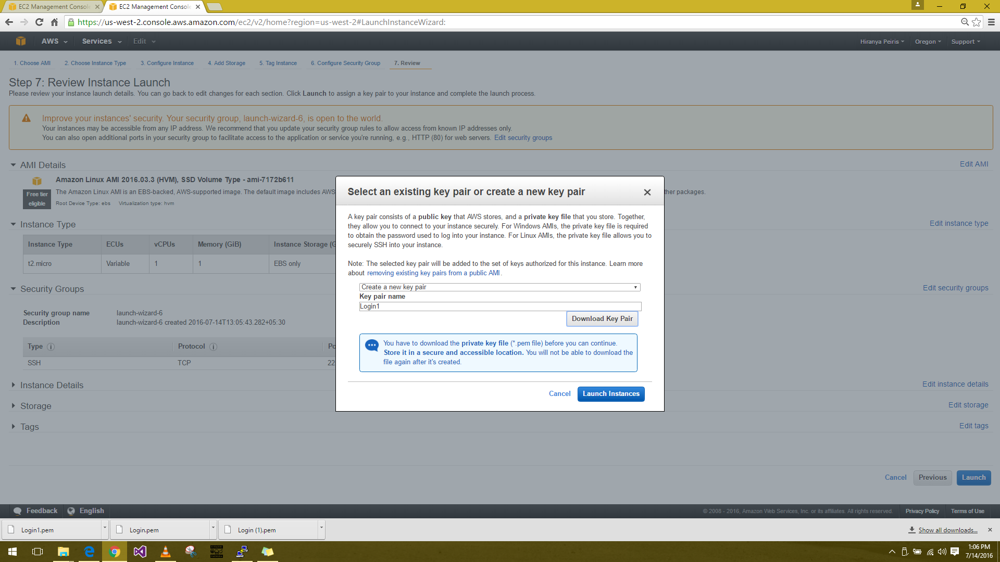 EC2 Management Console
EC2 Management Console
https://us-west-2.console.aws.amazon.com/ec2/v2/home?region=us-west-2#LaunchInstanceWizard:
AWS Services Edit Hiranya Peiris Oregon Support
1. Choose AMI 2. Choose Instance Type 3. Configure Instance 4. Add Storage 5. Tag Instance 6. Configure Security Group 7. Review
Step 7: Review Instance Launch
Please review your instance launch details. You can go back to edit changes for each section. Click Launch to assign a key pair to your instance and complete the launch process.
Improve your instances' security. Your security group, launch-wizard-6, is open to the world.
Your instances may be accessible from any IP address. We recommend that you update your security group rules to allow access from known IP addresses only.
You can also open additional ports in your security group to facilitate access to the application or service you're running, e.g., HTTP (80) for web servers. Edit security groups
AMI Details Edit AMI
Amazon Linux AMI 2016.03.3 (HVM), SSD Volume Type - ami-7172b611
Free tier eligible
The Amazon Linux AMI is an EBS-backed, AWS-supported image. The default image includes AWS ther packages.
Root Device Type: ebs Virtualization type: hvm
Instance Type Edit instance type
Instance Type ECUs vCPUs Memory (GiB) Instance Storage (G
t2.micro Variable 1 1 EBS only
Security Groups Edit security groups
Security group name launch-wizard-6
Description launch-wizard-6 created 2016-07-14T13:05:43.282+05:30
Type Protocol Po
SSH TCP 22
Instance Details Edit instance details
Storage Edit storage
Tags Edit tags
Select an existing key pair or create a new key pair
A key pair consists of a public key that AWS stores, and a private key file that you store. Together,
they allow you to connect to your instance securely. For Windows AMIs, the private key file is required
to obtain the password used to log into your instance. For Linux AMIs, the private key file allows you to
securely SSH into your instance.
Note: The selected key pair will be added to the set of keys authorized for this instance. Learn more
about removing existing key pairs from a public AMI.
Create a new key pair
Key pair name
Login1
Download Key Pair
You have to download the private key file (*.pem file) before you can continue.
Store it in a secure and accessible location. You will not be able to download the
file again after it's created.
Cancel Launch Instances
Cancel Previous Launch
Feedback English © 2008 - 2016, Amazon Web Services, Inc. or its affiliates. All rights reserved. Privacy Policy Terms of Use
Login1.pem Login.pem Login (1).pem Show all downloads...
1:06 PM
7/14/2016